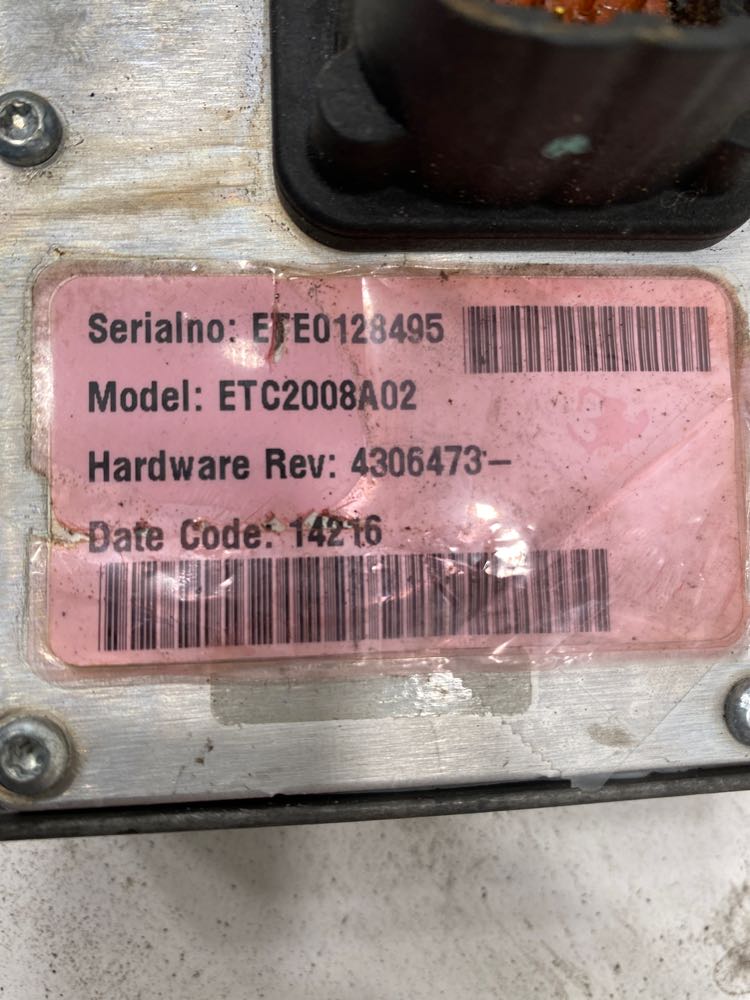 Serialno: ETE0128495
Model: ETC2008A02
Hardware Rev: 4306473-
Date Code: 14216